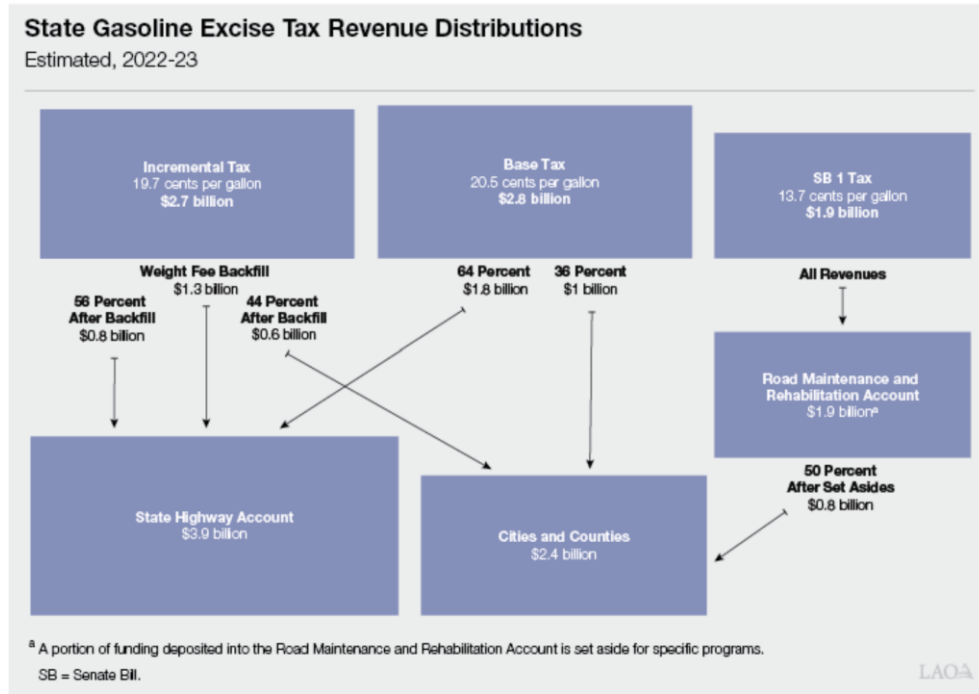 State Gasoline Excise Tax Revenue Distributions
Estimated, 2022-23
Incremental Tax
19.7 cents per gallon
$2.7 billion
Base Tax
20.5 cents per gallon
$2.8 billion
SB 1 Tax
13.7 cents per gallon
$1.9 billion
Weight Fee Backfill
$1.3 billion
56 Percent
After Backfill
$0.8 billion
44 Percent
After Backfill
$0.6 billion
64 Percent
$1.8 billion
36 Percent
$1 billion
All Revenues
Road Maintenance and
Rehabilitation Account
$1.9 billionª
50 Percent
After Set Asides
$0.8 billion
State Highway Account
$3.9 billion
Cities and Counties
$2.4 billion
ª A portion of funding deposited into the Road Maintenance and Rehabilitation Account is set aside for specific programs.
SB = Senate Bill.
LAO